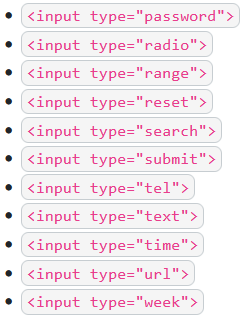 <input type="password">
<input type="radio">
<input type="range">
<input type="reset">
<input type="search">
<input type="submit">
<input type="tel">
<input type="text">
<input type="time">
<input type="url">
<input type="week">